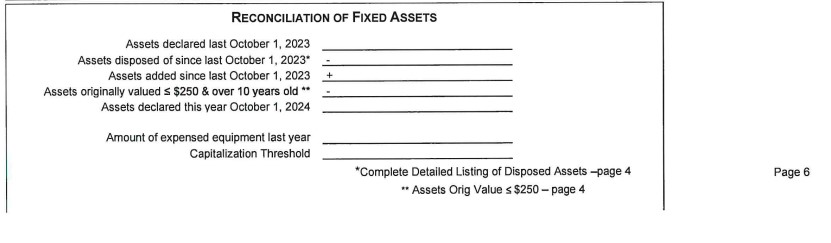 RECONCILIATION OF FIXED ASSETS
Assets declared last October 1, 2023
Assets disposed of since last October 1, 2023* -
Assets added since last October 1, 2023 +
Assets originally valued ≤ $250 & over 10 years old ** -
Assets declared this year October 1, 2024
Amount of expensed equipment last year
Capitalization Threshold
*Complete Detailed Listing of Disposed Assets –page 4
Page 6
** Assets Orig Value ≤ $250 – page 4